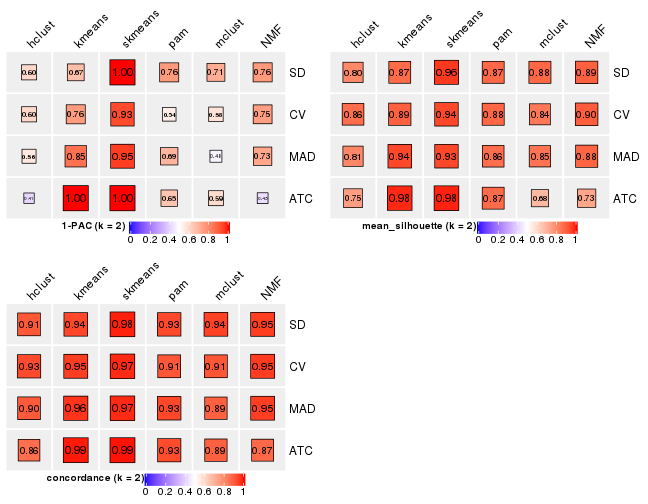 hclust kmeans skmeans pam mclust NMF
0.60 0.67 1.00 0.76 0.71 0.76 SD
0.60 0.76 0.93 0.54 0.58 0.75 CV
0.56 0.85 0.95 0.69 0.48 0.73 MAD
0.41 1.00 1.00 0.65 0.59 0.42 ATC
1-PAC (k = 2)
0 0.2 0.4 0.6 0.8 1
hclust kmeans skmeans pam mclust NMF
0.80 0.87 0.96 0.87 0.88 0.89 SD
0.86 0.89 0.94 0.88 0.84 0.90 CV
0.81 0.94 0.93 0.86 0.85 0.88 MAD
0.75 0.98 0.98 0.87 0.68 0.73 ATC
mean_silhouette (k = 2)
0 0.2 0.4 0.6 0.8 1
hclust kmeans skmeans pam mclust NMF
0.91 0.94 0.98 0.93 0.94 0.95 SD
0.93 0.95 0.97 0.91 0.91 0.95 CV
0.90 0.96 0.97 0.93 0.89 0.95 MAD
0.86 0.99 0.99 0.93 0.89 0.87 ATC
concordance (k = 2)
0 0.2 0.4 0.6 0.8 1